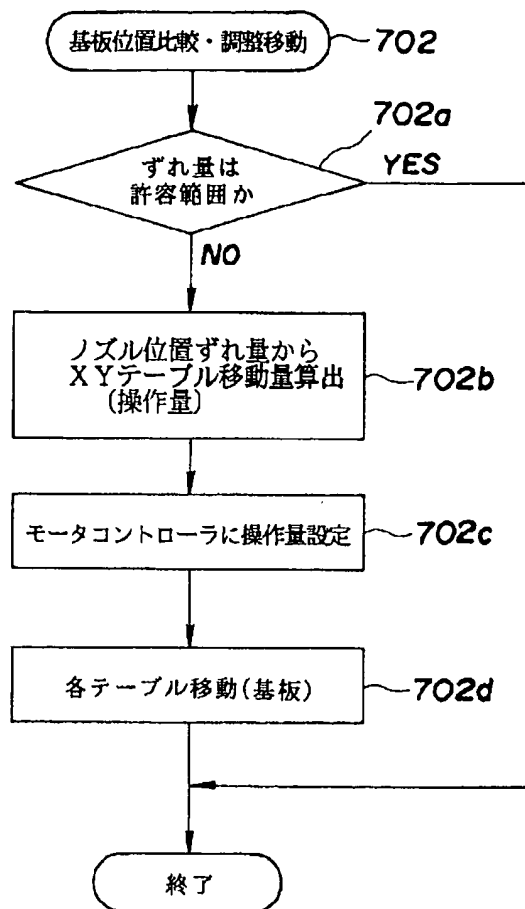 基板位置比較・調整移動
702
702a
ずれ量は
許容範囲か
YES
NO
ノズル位置ずれ量から
XYテーブル移動量算出
(操作量)
702b
モータコントローラに操作量設定
702c
各テーブル移動(基板)
702d
終了